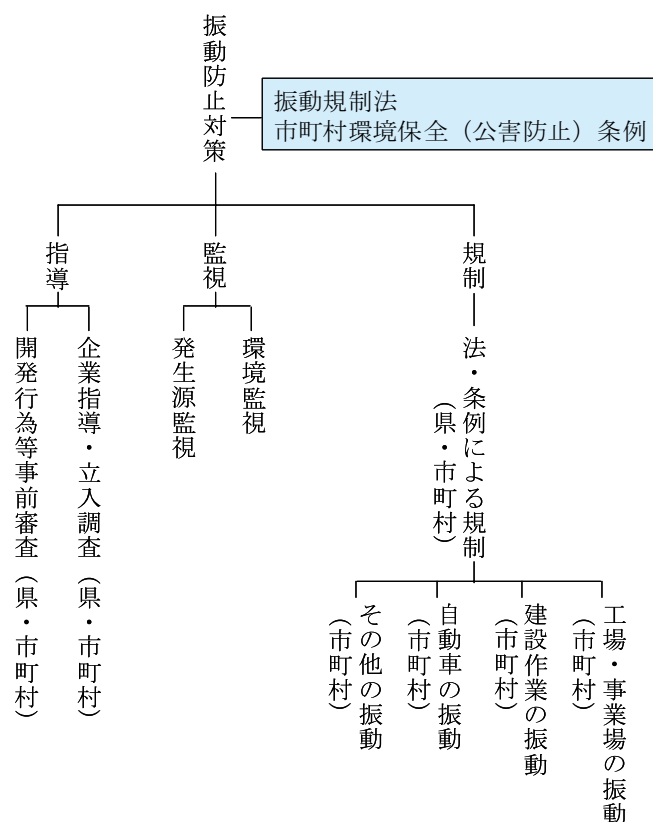 振動防止対策
振動規制法
市町村環境保全（公害防止）条例
規制
法・条例による規制
（県・市町村）
工場・事業場の振動
（市町村）
建設作業の振動
（市町村）
自動車の振動
（市町村）
その他の振動
（市町村）
監視
環境監視
発生源監視
指導
企業指導・立入調査（県・市町村）
開発行為等事前審査（県・市町村）